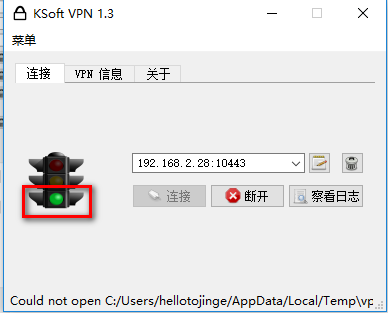 KSoft VPN 1.3
菜单
连接 VPN 信息 关于
192.168.2.28:10443
连接 断开 察看日志
Could not open C:/Users/hellotojinge/AppData/Local/Temp\vp